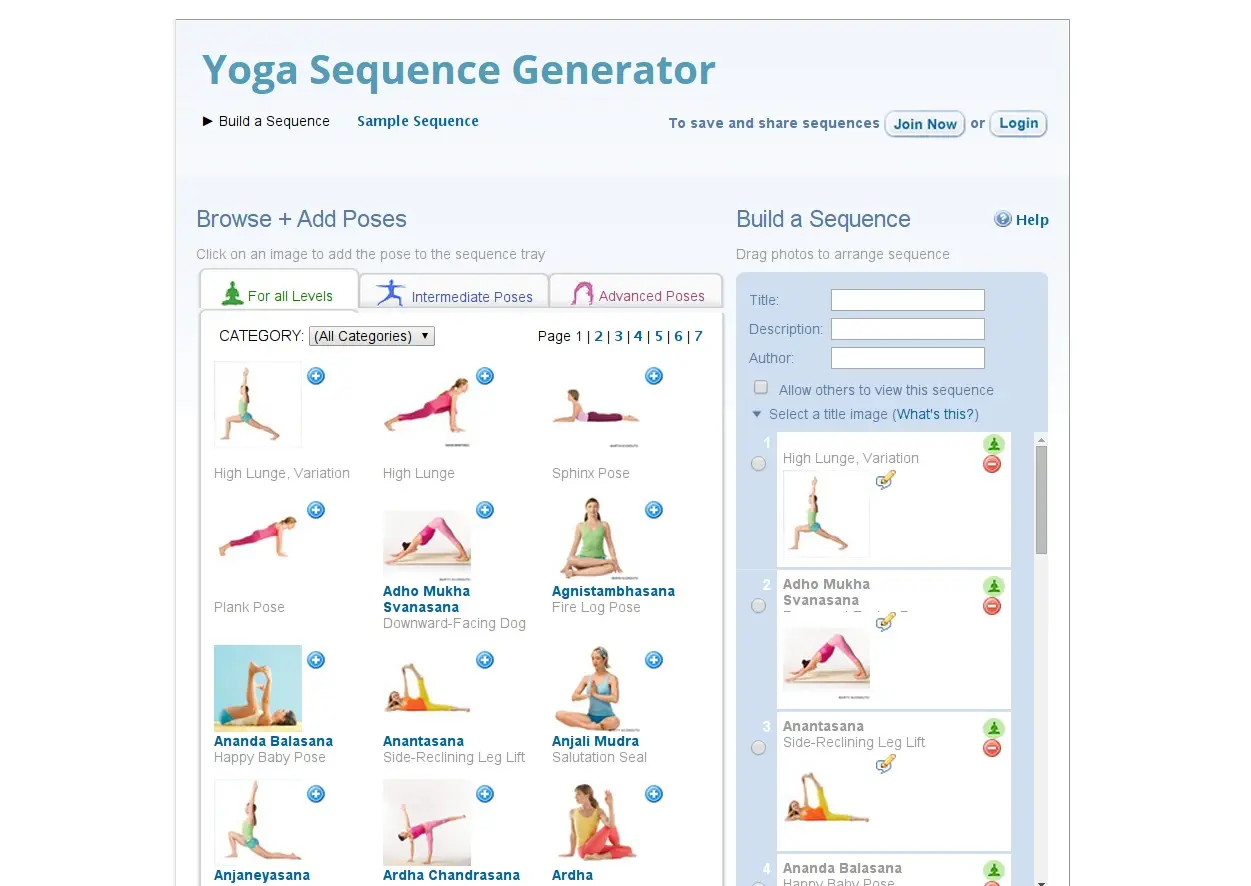 Yoga Sequence Generator
► Build a Sequence
Sample Sequence
To save and share sequences Join Now or Login
Browse + Add Poses
Click on an image to add the pose to the sequence tray
For all Levels
Intermediate Poses
Advanced Poses
CATEGORY: (All Categories) ▼
Page 1 | 2 | 3 | 4 | 5 | 6 | 7
High Lunge, Variation
High Lunge
Sphinx Pose
Plank Pose
Adho Mukha
Svanasana
Downward-Facing Dog
Agnistambhasana
Fire Log Pose
Ananda Balasana
Happy Baby Pose
Anantasana
Side-Reclining Leg Lift
Anjali Mudra
Salutation Seal
Anjaneyasana
Ardha Chandrasana
Ardha
Build a Sequence
Help
Drag photos to arrange sequence
Title:
Description:
Author:
Allow others to view this sequence
▼ Select a title image (What's this?)
1
High Lunge, Variation
2
Adho Mukha
Svanasana
3
Anantasana
Side-Reclining Leg Lift
4
Ananda Balasana
Happy Baby Pose